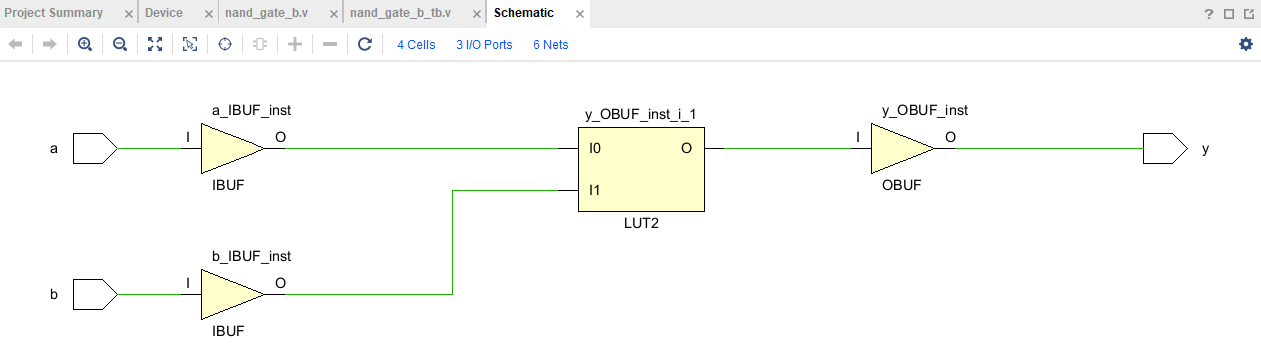 Project Summary × Device × nand_gate_b.v × nand_gate_b_tb.v × Schematic × ?
4 Cells 3 I/O Ports 6 Nets
a_IBUF_inst
y_OBUF_inst_i_1
y_OBUF_inst
a
I
O
IBUF
I0
O
I1
LUT2
I
O
OBUF
y
b_IBUF_inst
b
I
O
IBUF